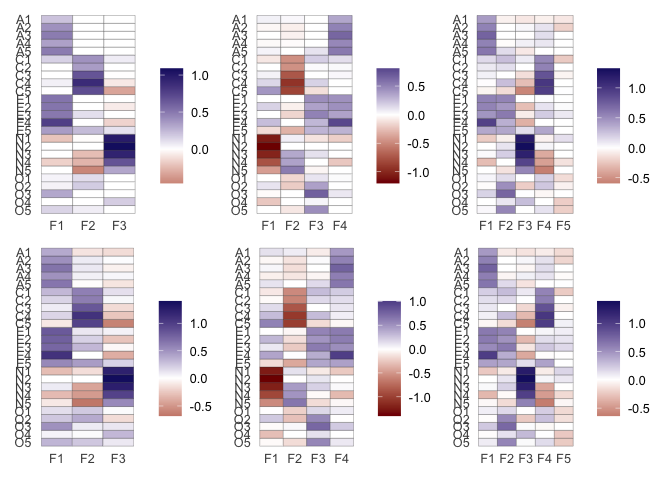 A1
A2
A3
A4
A5
C1
C2
C3
C4
C5
E1
E2
E3
E4
E5
N1
N2
N3
N4
N5
O1
O2
O3
O4
O5
F1 F2 F3
1.0
0.5
0.0
A1
A2
A3
A4
A5
C1
C2
C3
C4
C5
E1
E2
E3
E4
E5
N1
N2
N3
N4
N5
O1
O2
O3
O4
O5
F1 F2 F3 F4
0.5
0.0
-0.5
-1.0
A1
A2
A3
A4
A5
C1
C2
C3
C4
C5
E1
E2
E3
E4
E5
N1
N2
N3
N4
N5
O1
O2
O3
O4
O5
F1 F2 F3 F4 F5
1.0
0.5
0.0
-0.5
A1
A2
A3
A4
A5
C1
C2
C3
C4
C5
E1
E2
E3
E4
E5
N1
N2
N3
N4
N5
O1
O2
O3
O4
O5
F1 F2 F3
1.0
0.5
0.0
-0.5
A1
A2
A3
A4
A5
C1
C2
C3
C4
C5
E1
E2
E3
E4
E5
N1
N2
N3
N4
N5
O1
O2
O3
O4
O5
F1 F2 F3 F4
1.0
0.5
0.0
-0.5
-1.0
A1
A2
A3
A4
A5
C1
C2
C3
C4
C5
E1
E2
E3
E4
E5
N1
N2
N3
N4
N5
O1
O2
O3
O4
O5
F1 F2 F3 F4 F5
1.0
0.5
0.0
-0.5